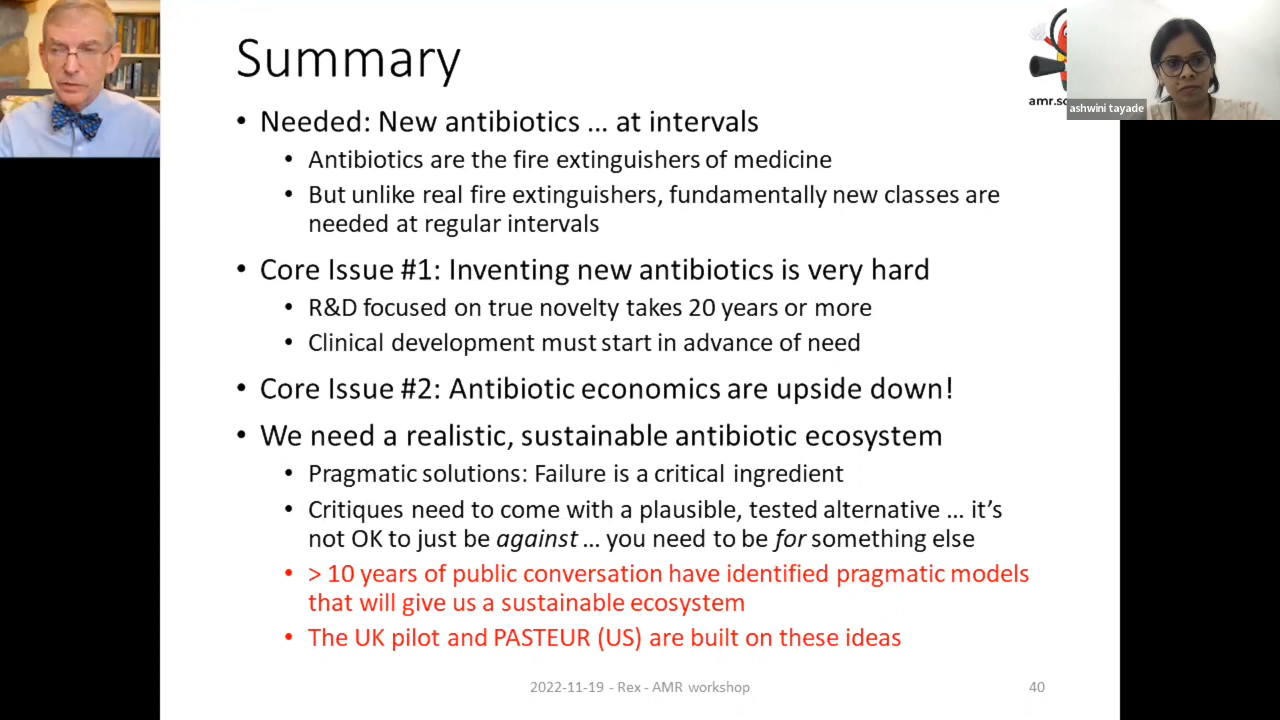 Summary
• Needed: New antibiotics … at intervals
• Antibiotics are the fire extinguishers of medicine
• But unlike real fire extinguishers, fundamentally new classes are
needed at regular intervals
• Core Issue #1: Inventing new antibiotics is very hard
• R&D focused on true novelty takes 20 years or more
• Clinical development must start in advance of need
• Core Issue #2: Antibiotic economics are upside down!
• We need a realistic, sustainable antibiotic ecosystem
• Pragmatic solutions: Failure is a critical ingredient
• Critiques need to come with a plausible, tested alternative … it's
not OK to just be against … you need to be for something else
• > 10 years of public conversation have identified pragmatic models
that will give us a sustainable ecosystem
• The UK pilot and PASTEUR (US) are built on these ideas
2022-11-19 - Rex - AMR workshop
40
ashwini tayade